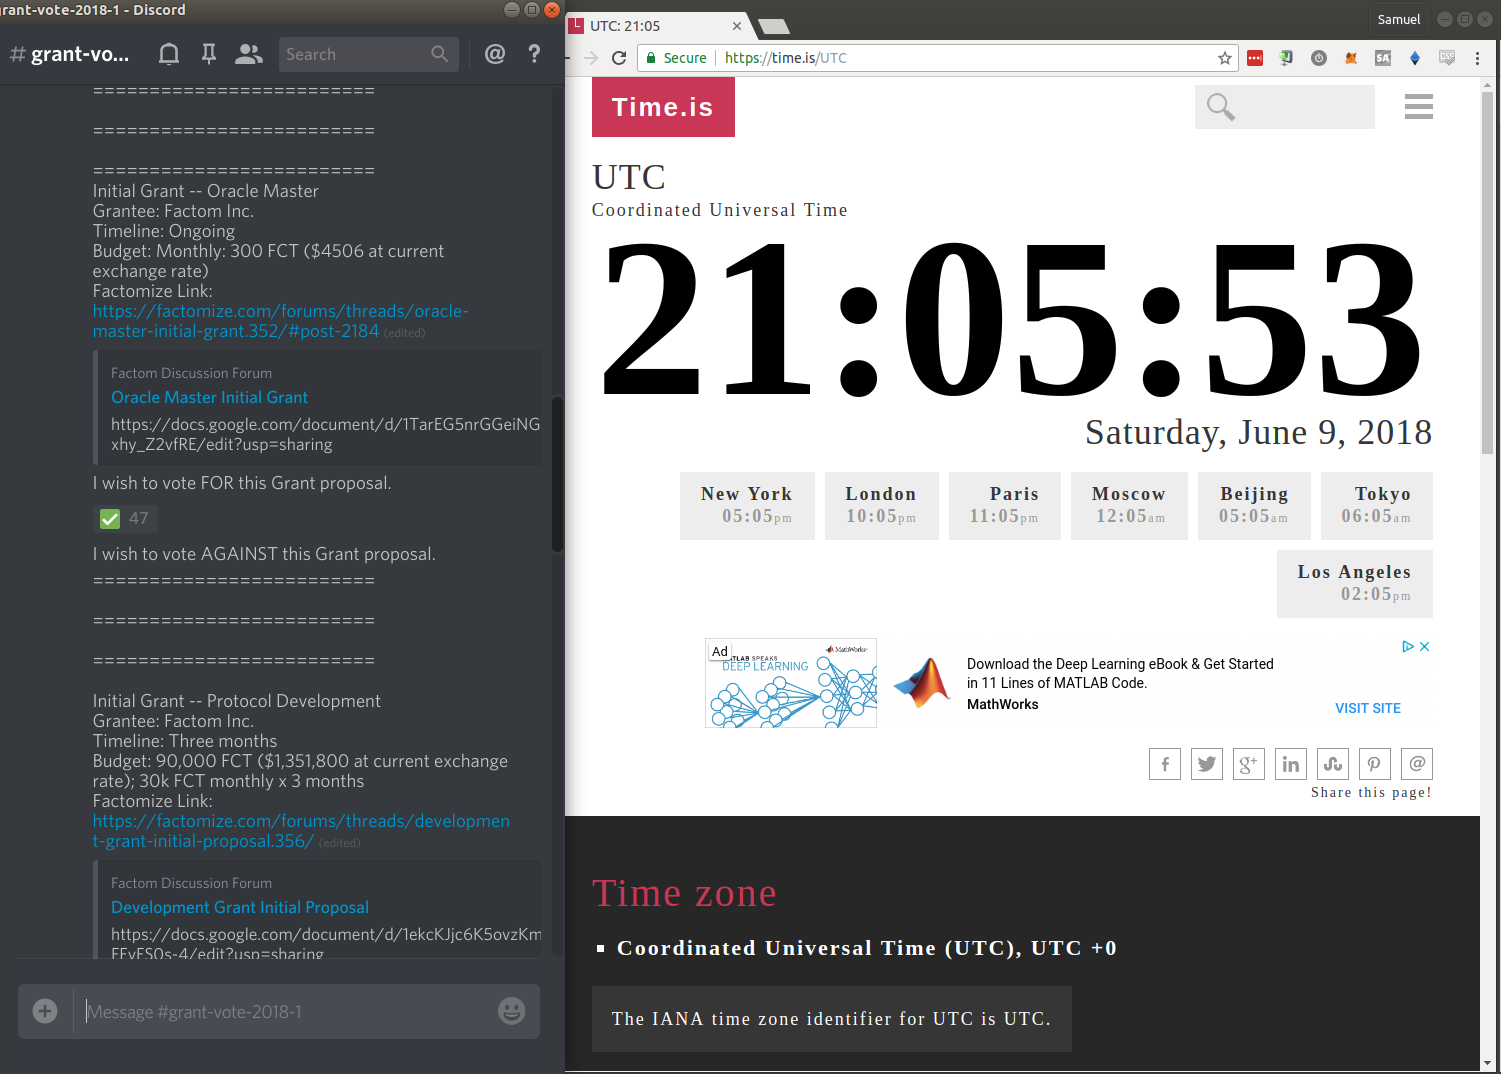 grant-vote-2018-1 - Discord
# grant-vo...
Search
@
?
=========================
=========================
=========================
Initial Grant -- Oracle Master
Grantee: Factom Inc.
Timeline: Ongoing
Budget: Monthly: 300 FCT ($4506 at current
exchange rate)
Factomize Link:
https://factomize.com/forums/threads/oracle-
master-initial-grant.352/#post-2184 (edited)
Factom Discussion Forum
Oracle Master Initial Grant
https://docs.google.com/document/d/1TarEG5nrGGeiNG
xhy_Z2vfRE/edit?usp=sharing
I wish to vote FOR this Grant proposal.
47
I wish to vote AGAINST this Grant proposal.
=========================
=========================
=========================
Initial Grant -- Protocol Development
Grantee: Factom Inc.
Timeline: Three months
Budget: 90,000 FCT ($1,351,800 at current exchange
rate); 30k FCT monthly x 3 months
Factomize Link:
https://factomize.com/forums/threads/developmen
t-grant-initial-proposal.356/ (edited)
Factom Discussion Forum
Development Grant Initial Proposal
https://docs.google.com/document/d/1ekcKJjc6K5ovzKm
FFvFS0s-4/edit?usp=sharing
Message #grant-vote-2018-1
UTC: 21:05
Samuel
Secure
https://time.is/UTC
SA
CSS
Time.is
UTC
Coordinated Universal Time
21:05:53
Saturday, June 9, 2018
New York
05:05pm
London
10:05pm
Paris
11:05pm
Moscow
12:05am
Beijing
05:05am
Tokyo
06:05am
Los Angeles
02:05pm
Ad
MATLAB SPEAKS
DEEP LEARNING
MathWorks
Download the Deep Learning eBook & Get Started
in 11 Lines of MATLAB Code.
MathWorks
VISIT SITE
Share this page!
Time zone
Coordinated Universal Time (UTC), UTC +0
The IANA time zone identifier for UTC is UTC.